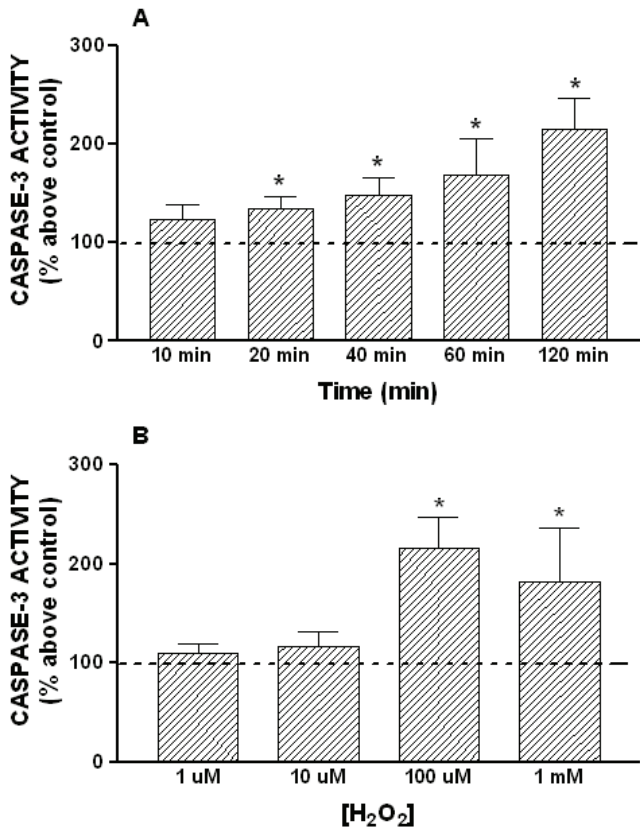 A
CASPASE-3 ACTIVITY
(% above control)
300
200
100
0
* * * *
10 min 20 min 40 min 60 min 120 min
Time (min)
B
CASPASE-3 ACTIVITY
(% above control)
300
200
100
0
* *
1 uM 10 uM 100 uM 1 mM
[H₂O₂]